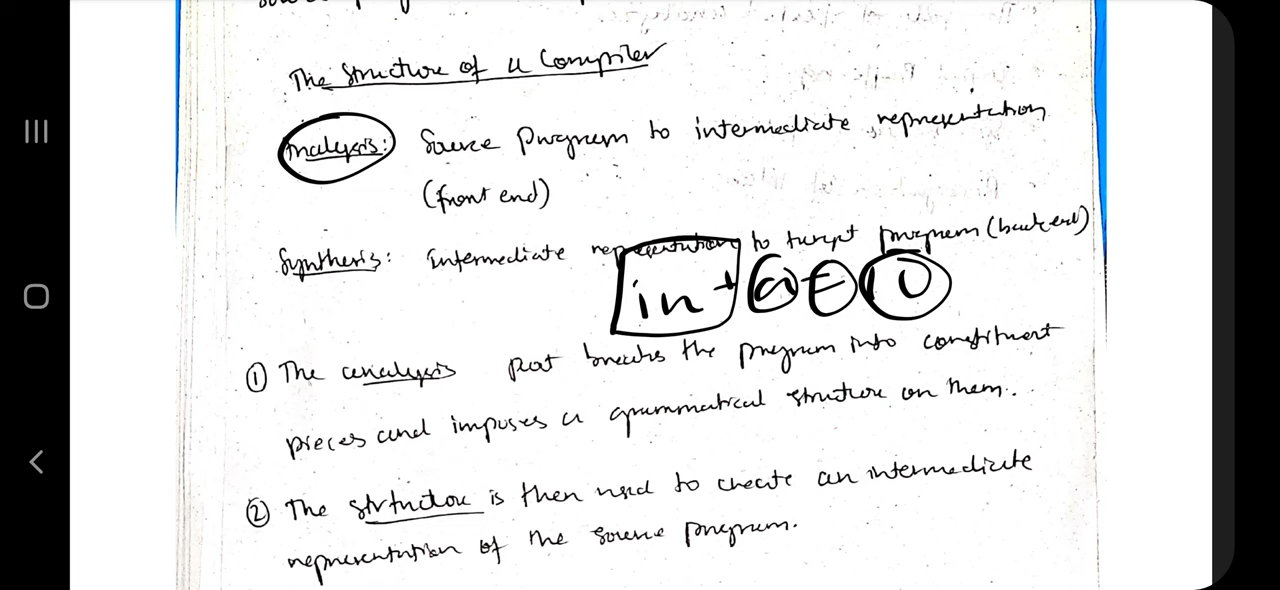 The Structure of a Compiler
Analysis: Source Program to intermediate representation
(front end)
Synthesis: Intermediate representation to target program (back end)
int a = 10
① The analysis part breaks the program into constituent
pieces and imposes a grammatical structure on them.
② The structure is then used to create an intermediate
representation of the source program.